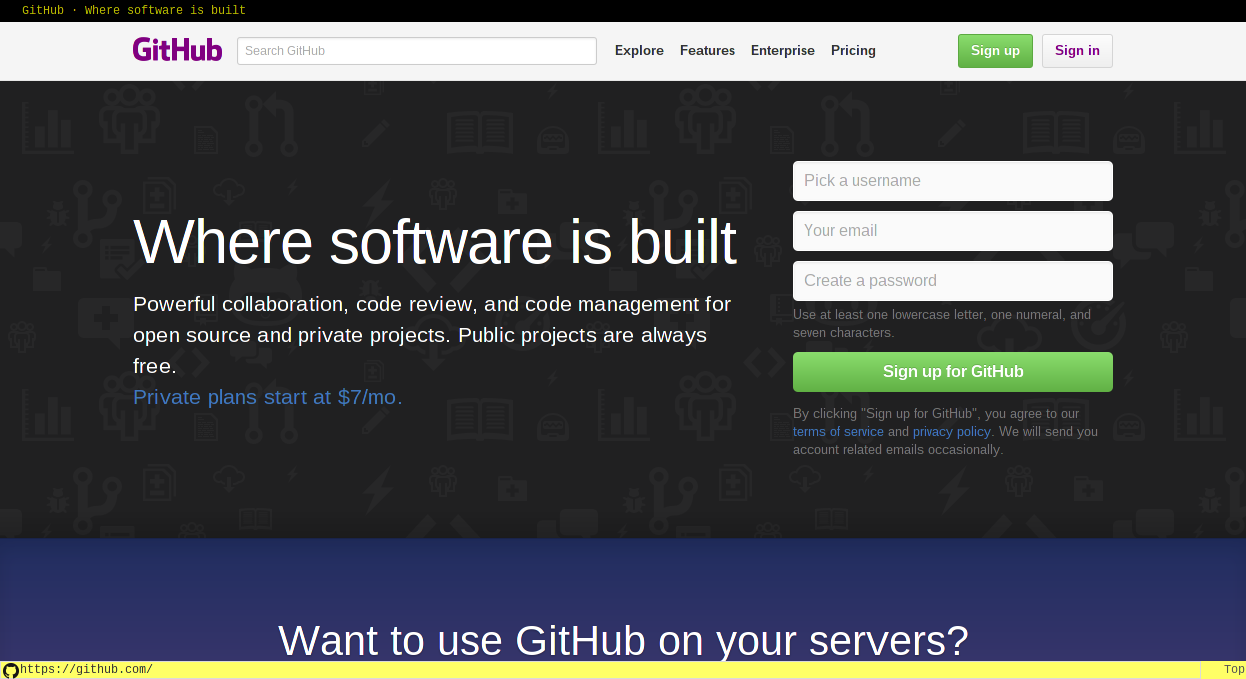 GitHub · Where software is built
GitHub
Search GitHub
Explore Features Enterprise Pricing
Sign up Sign in
Where software is built
Powerful collaboration, code review, and code management for
open source and private projects. Public projects are always
free.
Private plans start at $7/mo.
Pick a username
Your email
Create a password
Use at least one lowercase letter, one numeral, and
seven characters.
Sign up for GitHub
By clicking "Sign up for GitHub", you agree to our
terms of service and privacy policy. We will send you
account related emails occasionally.
Want to use GitHub on your servers?
https://github.com/ Top